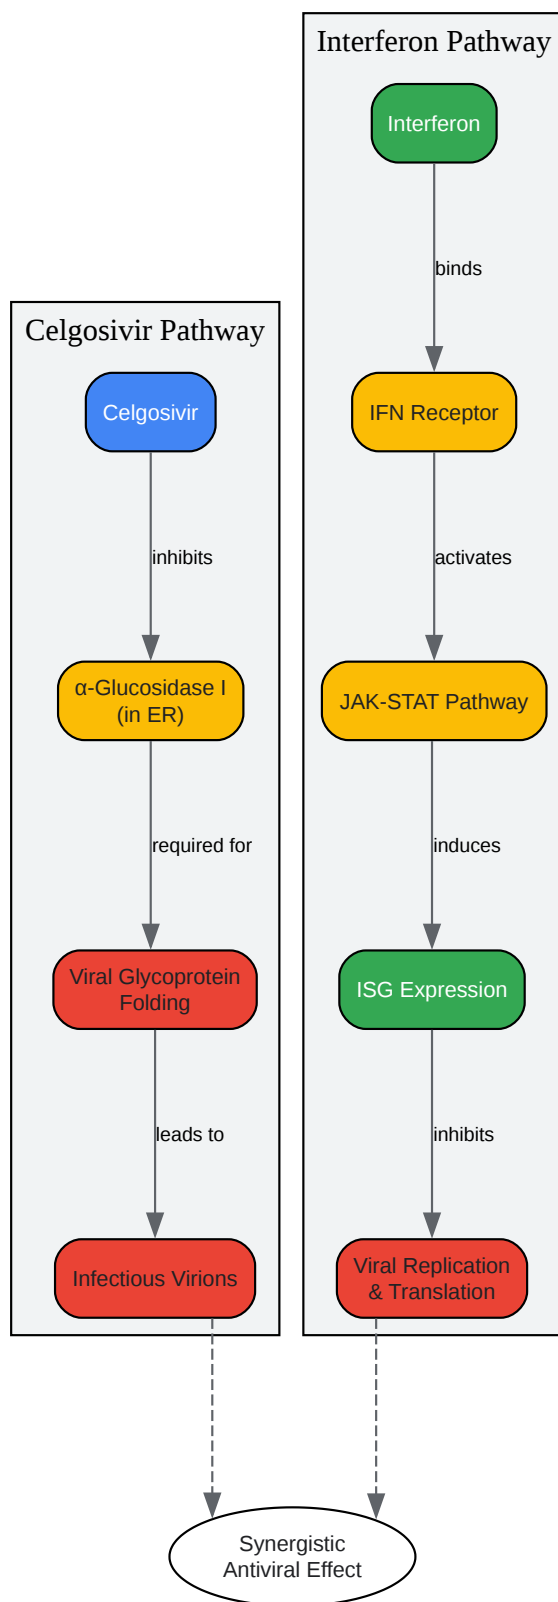 Interferon Pathway
Interferon
binds
IFN Receptor
activates
JAK-STAT Pathway
induces
ISG Expression
inhibits
Viral Replication
& Translation
Celgosivir Pathway
Celgosivir
inhibits
α-Glucosidase I
(in ER)
required for
Viral Glycoprotein
Folding
leads to
Infectious Virions
Synergistic
Antiviral Effect